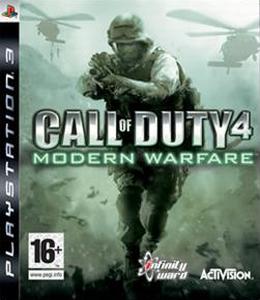 PLAYSTATION 3
CALL OF DUTY 4
MODERN WARFARE
16+
www.pegi.info
Infinity Ward
ACTIVISION